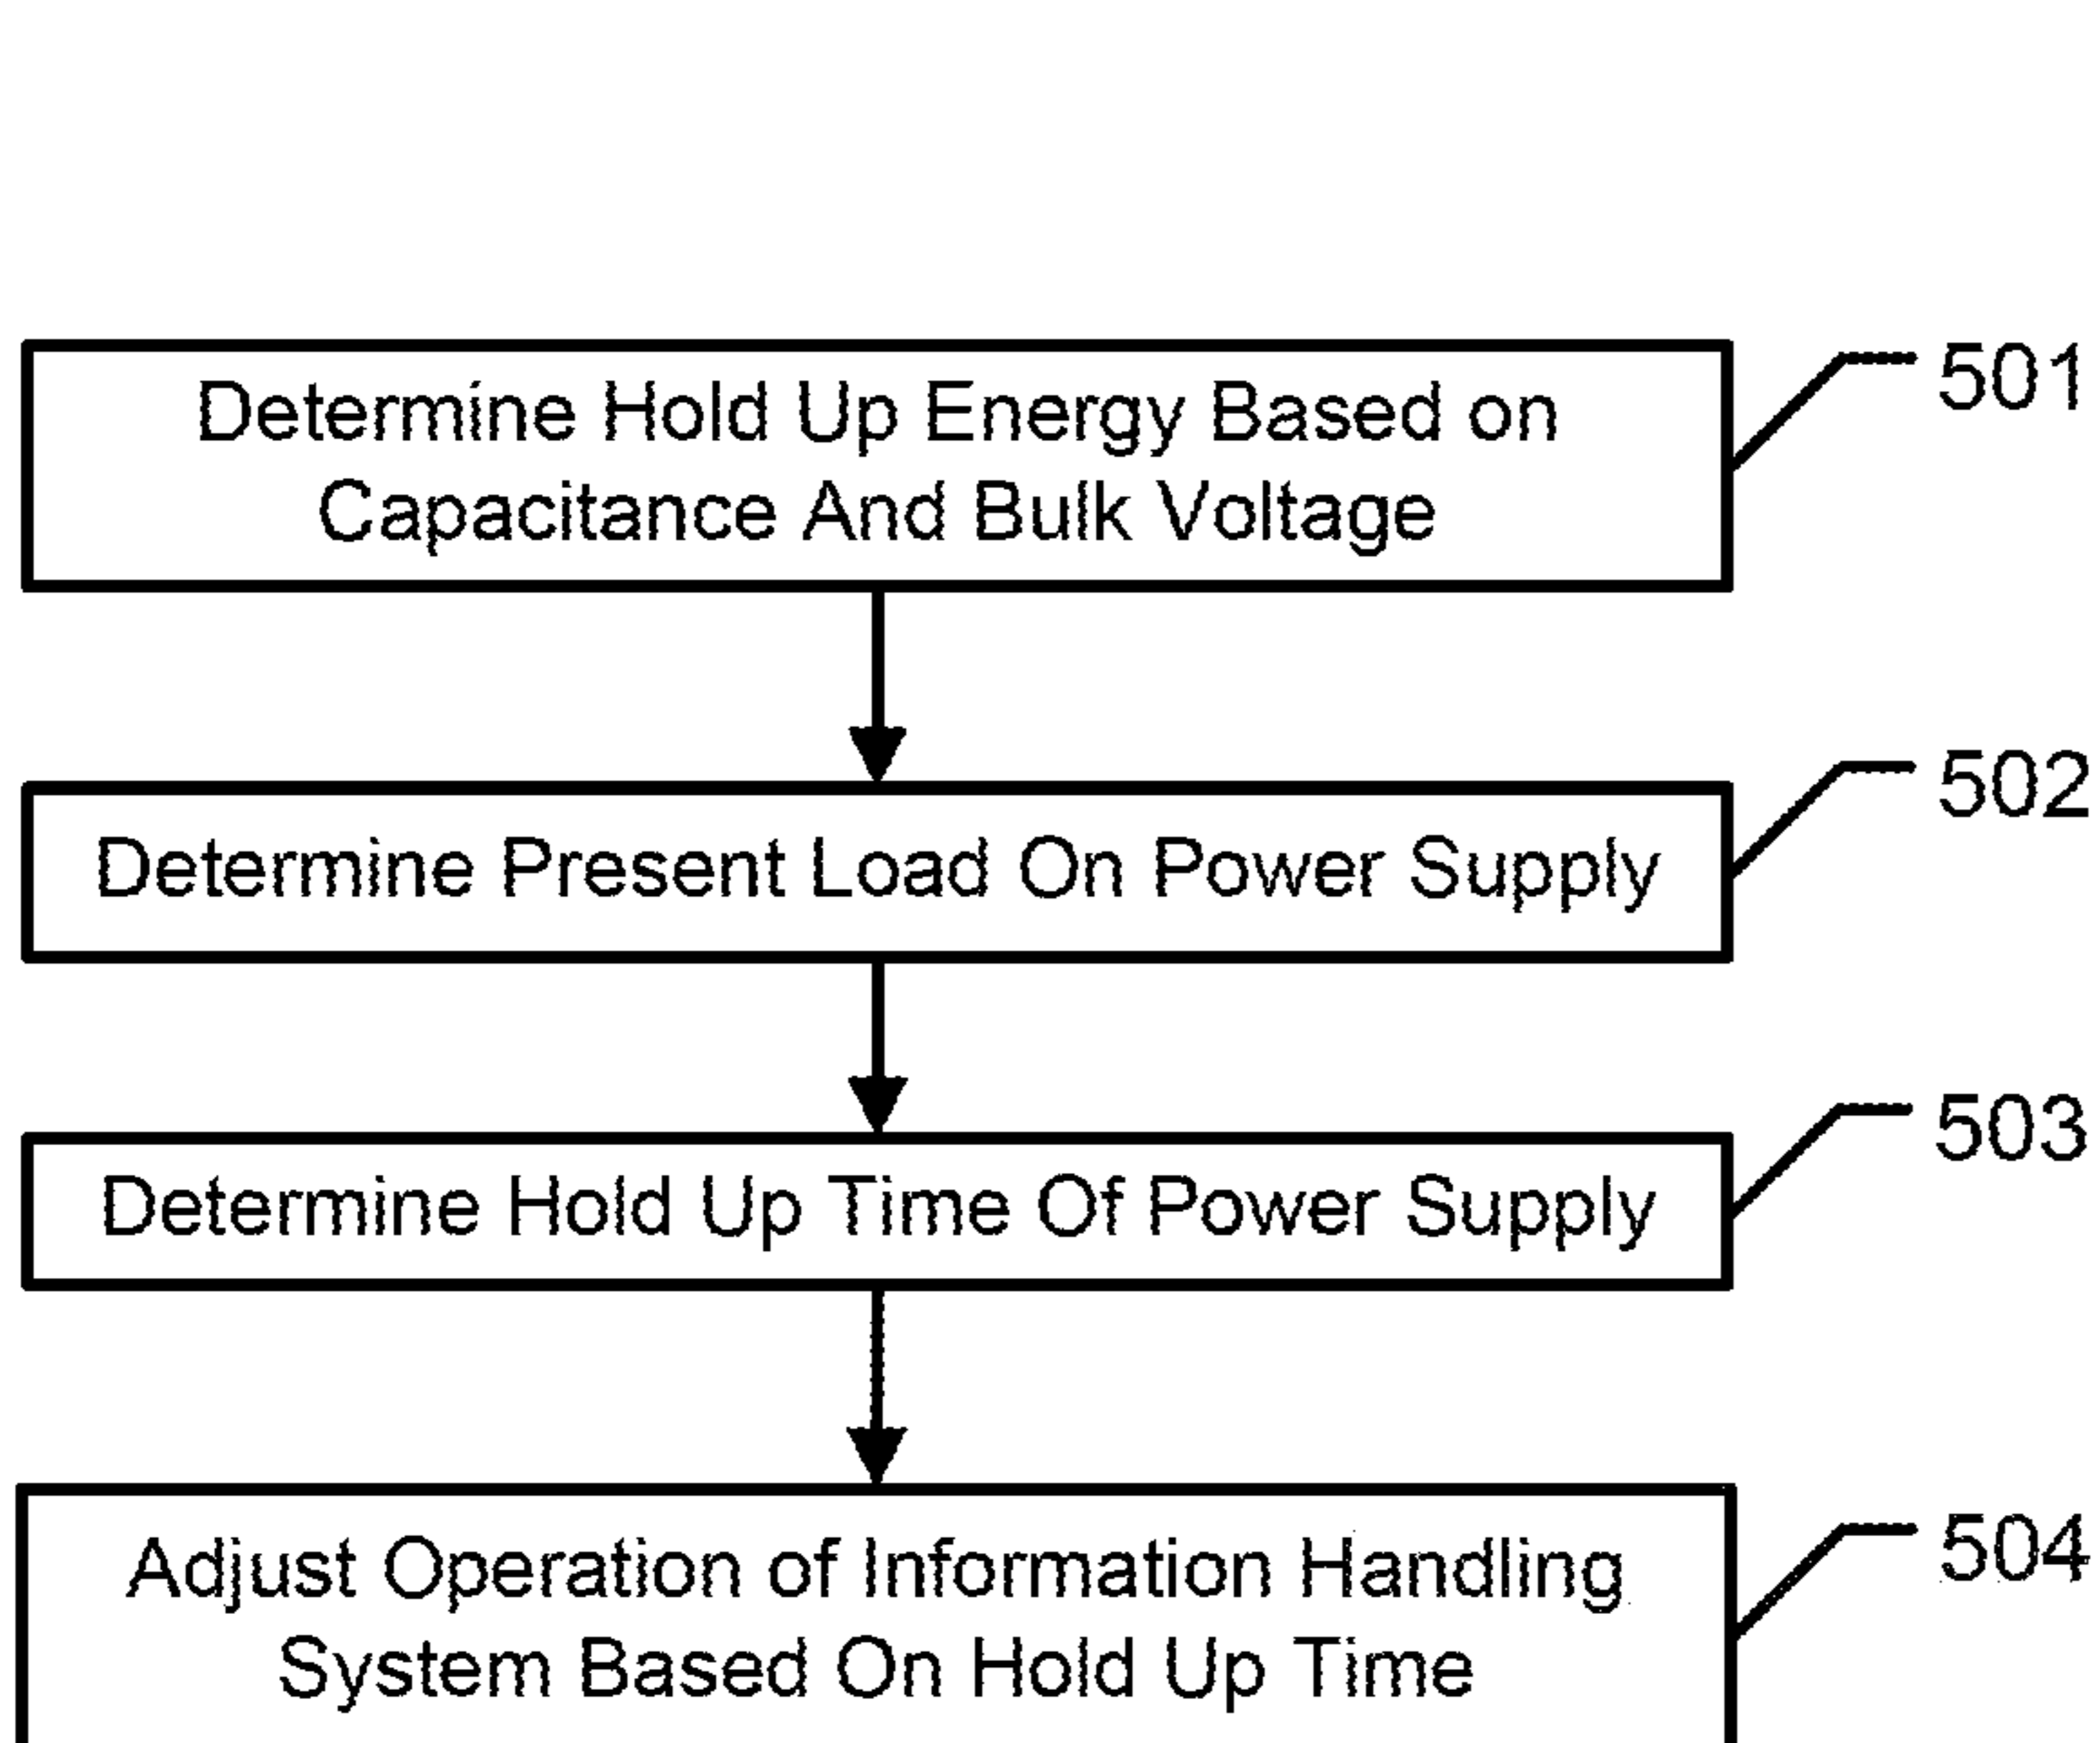 Determine Hold Up Energy Based on
Capacitance And Bulk Voltage
501
Determine Present Load On Power Supply
502
Determine Hold Up Time Of Power Supply
503
Adjust Operation of Information Handling
System Based On Hold Up Time
504